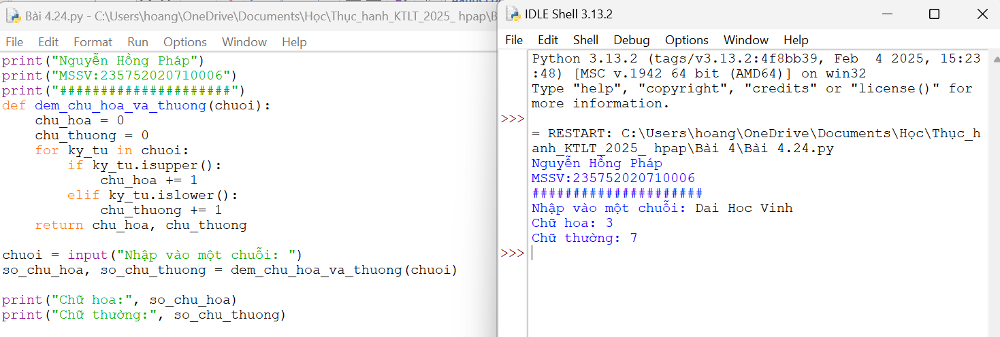 Bài 4.24.py - C:\Users\hoang\OneDrive\Documents\Học\Thục_hanh_KTLT_2025_ hpap\B
File Edit Format Run Options Window Help
print("Nguyễn Hồng Pháp")
print("MSSV:235752020710006")
print("#####################")
def dem_chu_hoa_va_thuong(chuoi):
    chu_hoa = 0
    chu_thuong = 0
    for ky_tu in chuoi:
        if ky_tu.isupper():
            chu_hoa += 1
        elif ky_tu.islower():
            chu_thuong += 1
    return chu_hoa, chu_thuong
chuoi = input("Nhập vào một chuỗi: ")
so_chu_hoa, so_chu_thuong = dem_chu_hoa_va_thuong(chuoi)
print("Chữ hoa:", so_chu_hoa)
print("Chữ thường:", so_chu_thuong)
IDLE Shell 3.13.2
File Edit Shell Debug Options Window Help
Python 3.13.2 (tags/v3.13.2:4f8bb39, Feb  4 2025, 15:23
:48) [MSC v.1942 64 bit (AMD64)] on win32
Type "help", "copyright", "credits" or "license()" for
more information.
>>>
= RESTART: C:\Users\hoang\OneDrive\Documents\Học\Thục_h
anh_KTLT_2025_ hpap\Bài 4\Bài 4.24.py
Nguyễn Hồng Pháp
MSSV:235752020710006
#####################
Nhập vào một chuỗi: Dai Hoc Vinh
Chữ hoa: 3
Chữ thường: 7
>>>